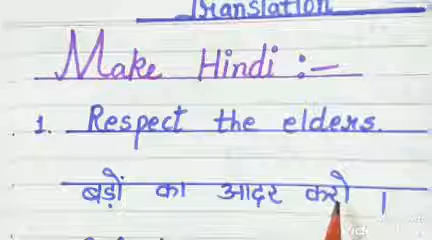 Translation
Make Hindi :-
1. Respect the elders.
बड़ों का आदर करो ।